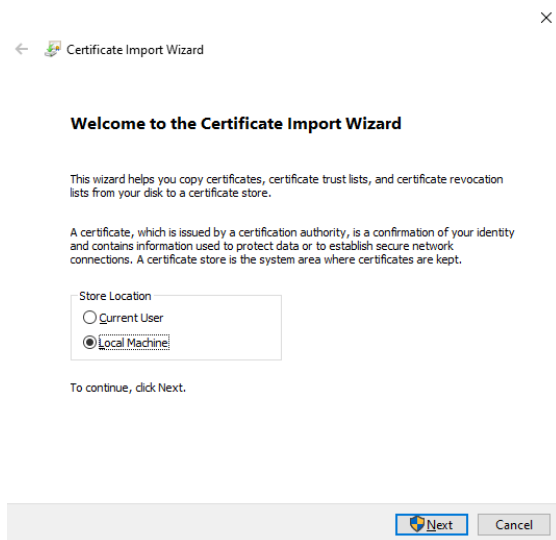 Certificate Import Wizard
Welcome to the Certificate Import Wizard
This wizard helps you copy certificates, certificate trust lists, and certificate revocation
lists from your disk to a certificate store.
A certificate, which is issued by a certification authority, is a confirmation of your identity
and contains information used to protect data or to establish secure network
connections. A certificate store is the system area where certificates are kept.
Store Location
Current User
Local Machine
To continue, click Next.
Next Cancel